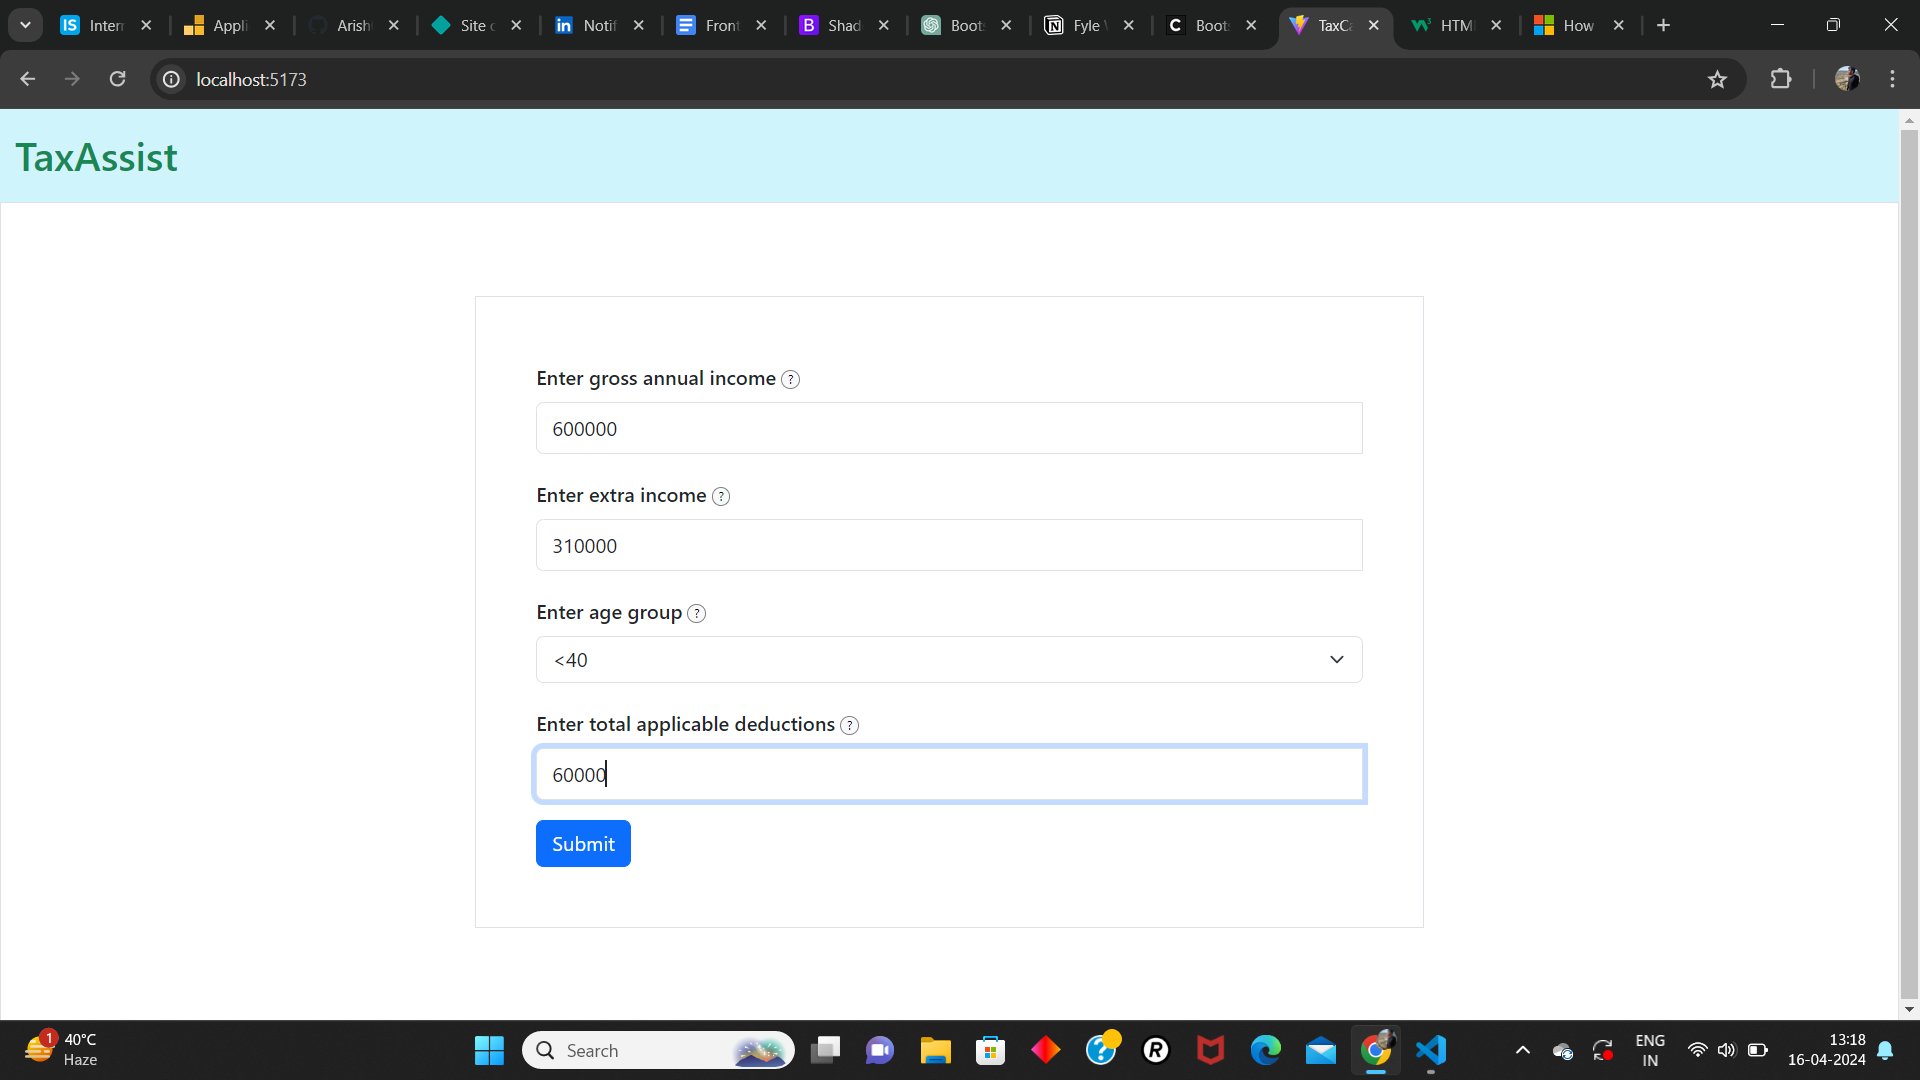 Intern
Appli
Arish
Site c
Notif
Front
Shad
Boots
Fyle
Boots
TaxCa
HTML
How
localhost:5173
TaxAssist
Enter gross annual income ?
600000
Enter extra income ?
310000
Enter age group ?
<40
Enter total applicable deductions ?
60000
Submit
1
40°C
Haze
Search
ENG
IN
13:18
16-04-2024